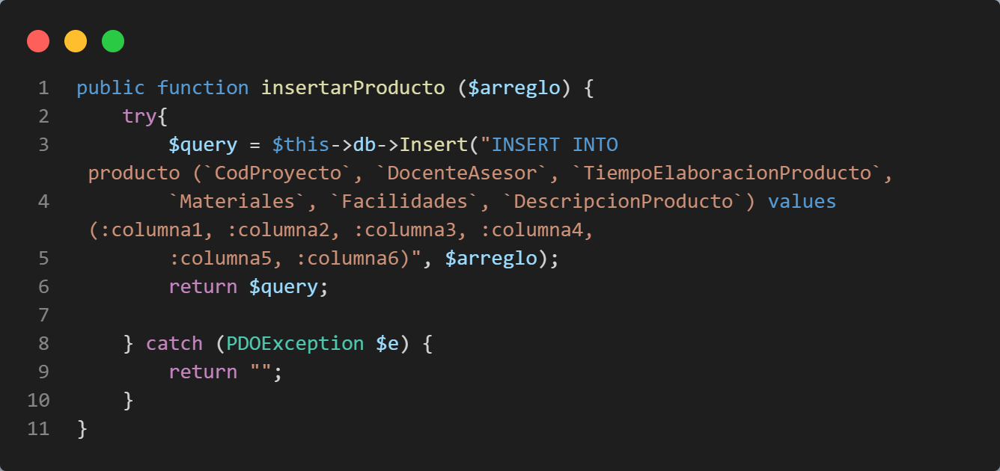 1 public function insertarProducto ($arreglo) {
2 try{
3 $query = $this->db->Insert("INSERT INTO
producto (`CodProyecto`, `DocenteAsesor`, `TiempoElaboracionProducto`,
4 `Materiales`, `Facilidades`, `DescripcionProducto`) values
(:columna1, :columna2, :columna3, :columna4,
5 :columna5, :columna6)", $arreglo);
6 return $query;
7
8 } catch (PDOException $e) {
9 return "";
10 }
11 }